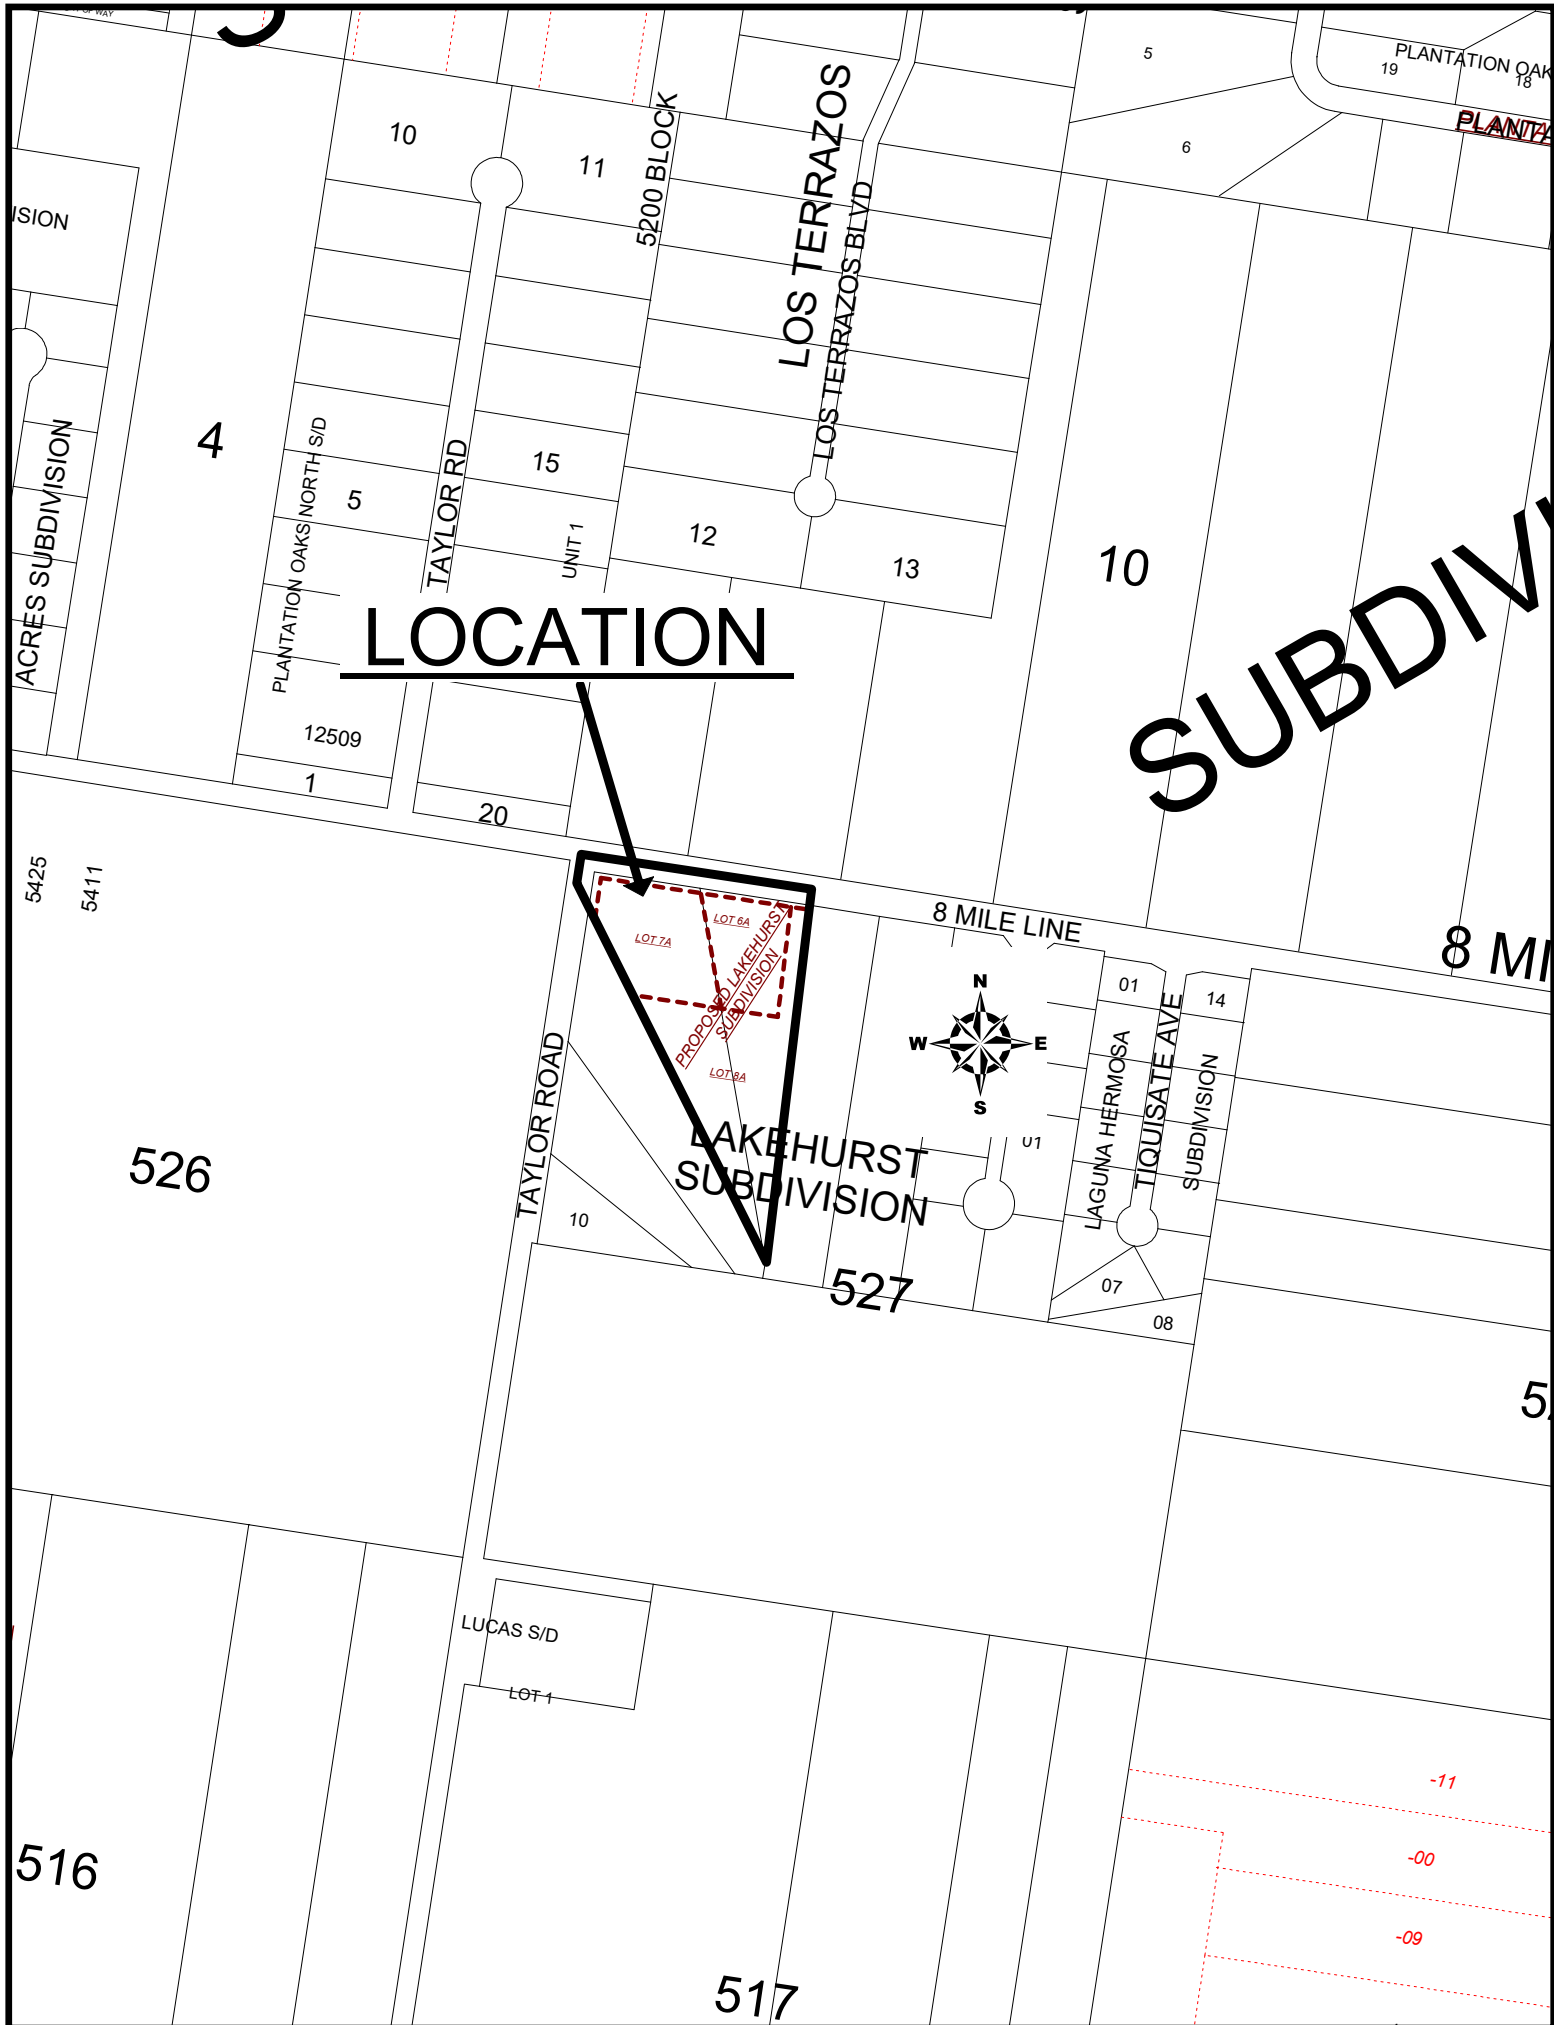 5
PLANTATION OAK
19
18
PLANTA
10
11
5200 BLOCK
LOS TERRAZOS
LOS TERRAZOS BLVD
6
ISION
4
ACRES SUBDIVISION
PLANTATION OAKS NORTH S/D
5
TAYLOR RD
15
UNIT 1
12
13
10
SUBDIVI
LOCATION
12509
1
20
5425
5411
8 MILE LINE
8 MI
LOT 6A
LOT 7A
PROPOSED LAKEHURST
SUBDIVISION
LOT 8A
N
W
E
S
01
14
LAGUNA HERMOSA
TIQUISATE AVE
SUBDIVISION
TAYLOR ROAD
LAKEHURST
SUBDIVISION
01
526
10
527
07
08
LUCAS S/D
LOT 1
-11
-00
-09
516
517